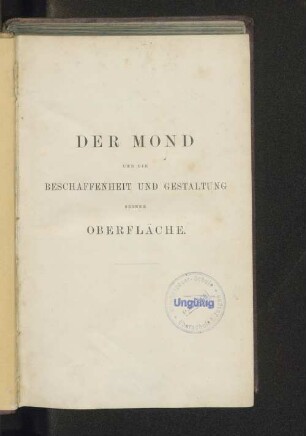 DER MOND
UND DIE
BESCHAFFENHEIT UND GESTALTUNG
SEINER
OBERFLÄCHE.
Ungültig